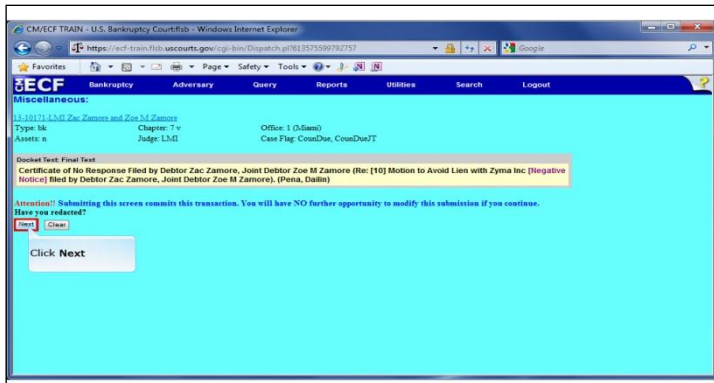 CM/ECF TRAIN - U.S. Bankruptcy Court:flsb - Windows Internet Explorer
https://ecf-train.flsb.uscourts.gov/cgi-bin/Dispatch.pl?613575599792757
Google
Favorites Page Safety Tools
ECF Bankruptcy Adversary Query Reports Utilities Search Logout ?
Miscellaneous:
13-10171-LMI Zac Zamore and Zoe M Zamore
Type: bk Chapter: 7 v Office: 1 (Miami)
Assets: n Judge: LMI Case Flag: CounDue, CounDueJT
Docket Text: Final Text
Certificate of No Response Filed by Debtor Zac Zamore, Joint Debtor Zoe M Zamore (Re: [10] Motion to Avoid Lien with Zyma Inc [Negative
Notice] filed by Debtor Zac Zamore, Joint Debtor Zoe M Zamore). (Pena, Dailin)
Attention!! Submitting this screen commits this transaction. You will have NO further opportunity to modify this submission if you continue.
Have you redacted?
Next Clear
Click Next